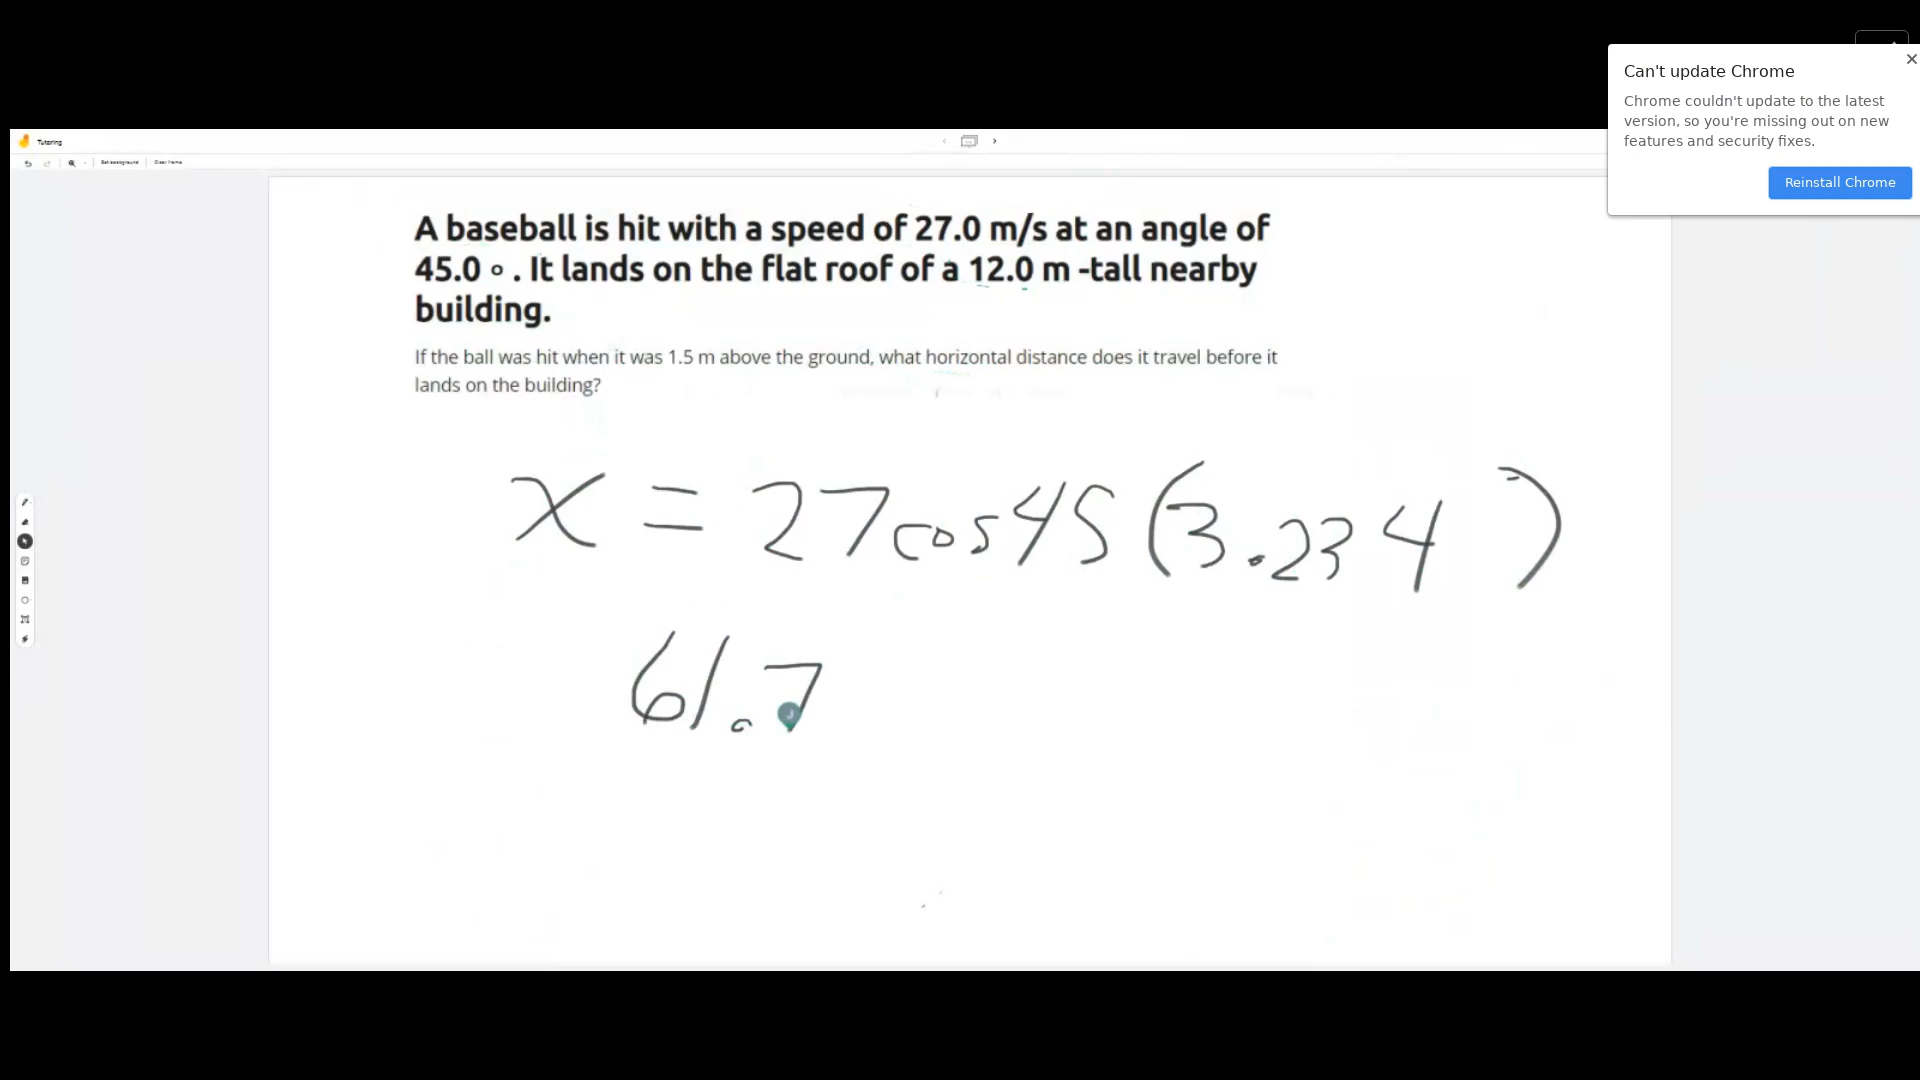 Can't update Chrome
Chrome couldn't update to the latest
version, so you're missing out on new
features and security fixes.
Reinstall Chrome
Tutoring
Set background
Clear frame
A baseball is hit with a speed of 27.0 m/s at an angle of
45.0 ∘ . It lands on the flat roof of a 12.0 m -tall nearby
building.
If the ball was hit when it was 1.5 m above the ground, what horizontal distance does it travel before it
lands on the building?
x = 27cos45(3.234 )
61.7
J